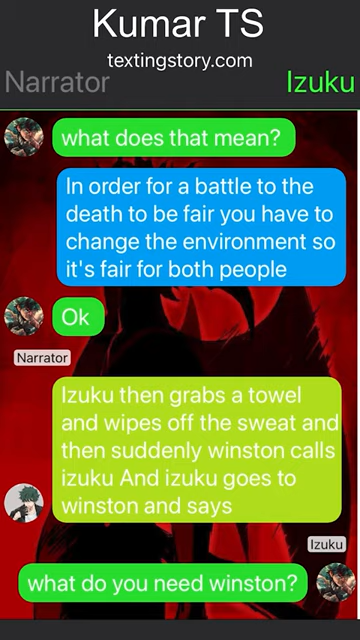 Kumar TS
textingstory.com
Narrator
Izuku
what does that mean?
In order for a battle to the
death to be fair you have to
change the environment so
it's fair for both people
Ok
Narrator
Izuku then grabs a towel
and wipes off the sweat and
then suddenly winston calls
izuku And izuku goes to
winston and says
Izuku
what do you need winston?